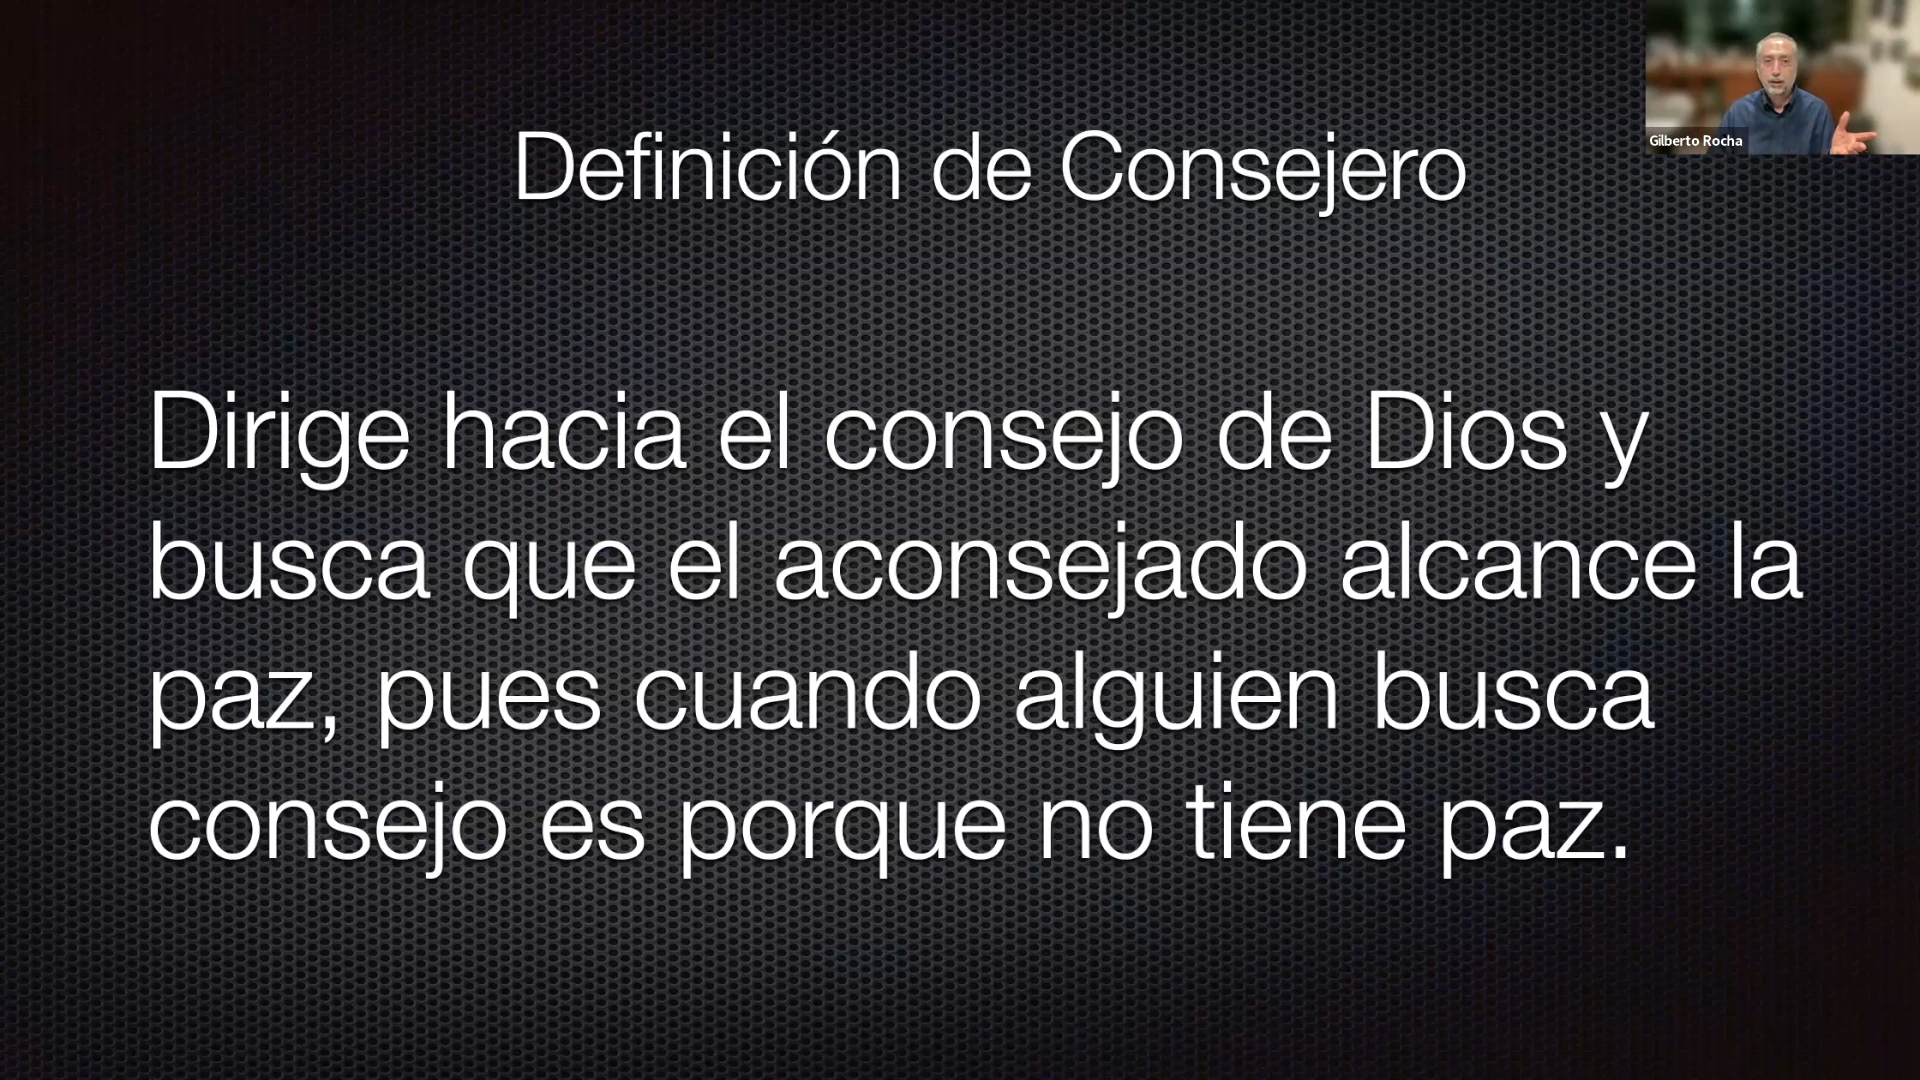 Gilberto Rocha
Definición de Consejero
Dirige hacia el consejo de Dios y
busca que el aconsejado alcance la
paz, pues cuando alguien busca
consejo es porque no tiene paz.